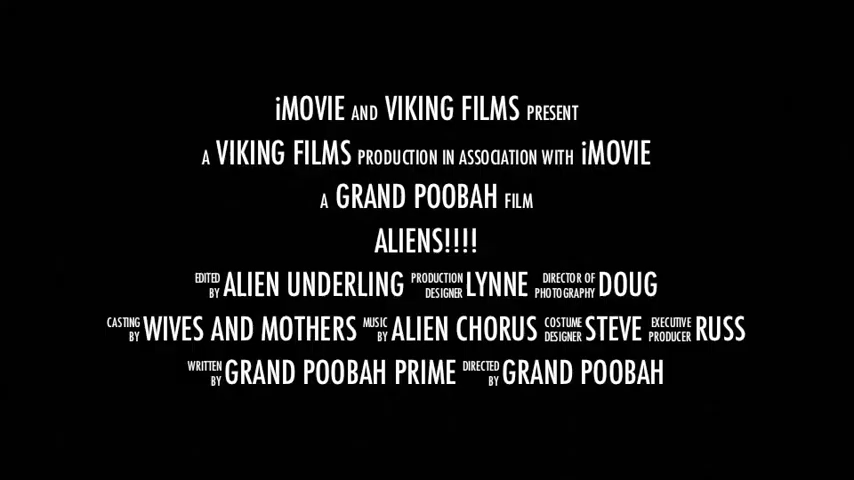 iMOVIE AND VIKING FILMS PRESENT
A VIKING FILMS PRODUCTION IN ASSOCIATION WITH iMOVIE
A GRAND POOBAH FILM
ALIENS!!!!
EDITED BY ALIEN UNDERLING PRODUCTION DESIGNER LYNNE DIRECTOR OF PHOTOGRAPHY DOUG
CASTING BY WIVES AND MOTHERS MUSIC BY ALIEN CHORUS COSTUME DESIGNER STEVE EXECUTIVE PRODUCER RUSS
WRITTEN BY GRAND POOBAH PRIME DIRECTED BY GRAND POOBAH